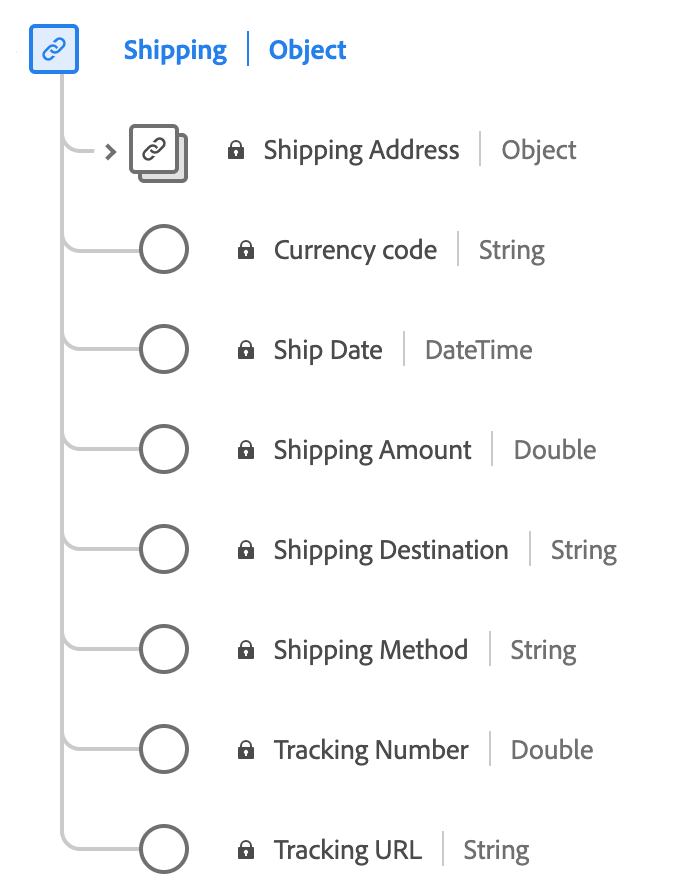 Shipping | Object
Shipping Address | Object
Currency code | String
Ship Date | DateTime
Shipping Amount | Double
Shipping Destination | String
Shipping Method | String
Tracking Number | Double
Tracking URL | String